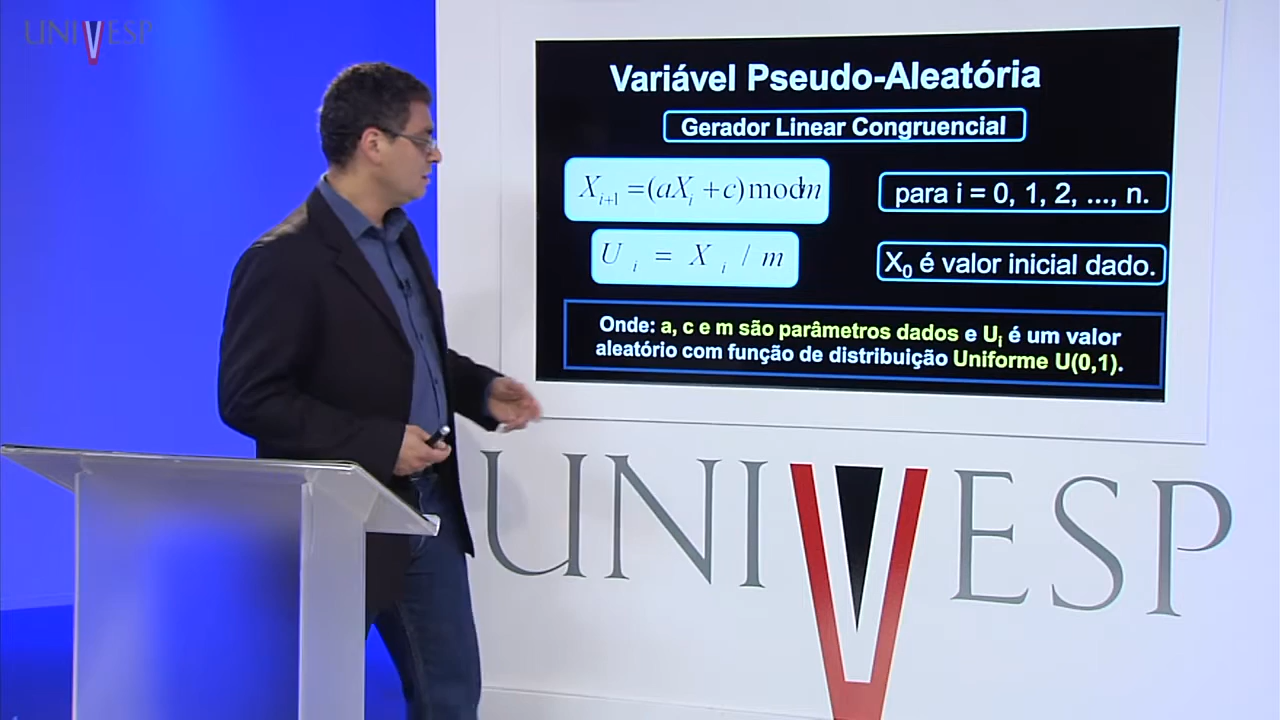 UNIVESP
Variável Pseudo-Aleatória
Gerador Linear Congruencial
X_{i+1} =(aX_i + c) mod m
para i = 0, 1, 2, ..., n.
U_i = X_i / m
X_0 é valor inicial dado.
Onde: a, c e m são parâmetros dados e U_i é um valor
aleatório com função de distribuição Uniforme U(0,1).
UNIVESP